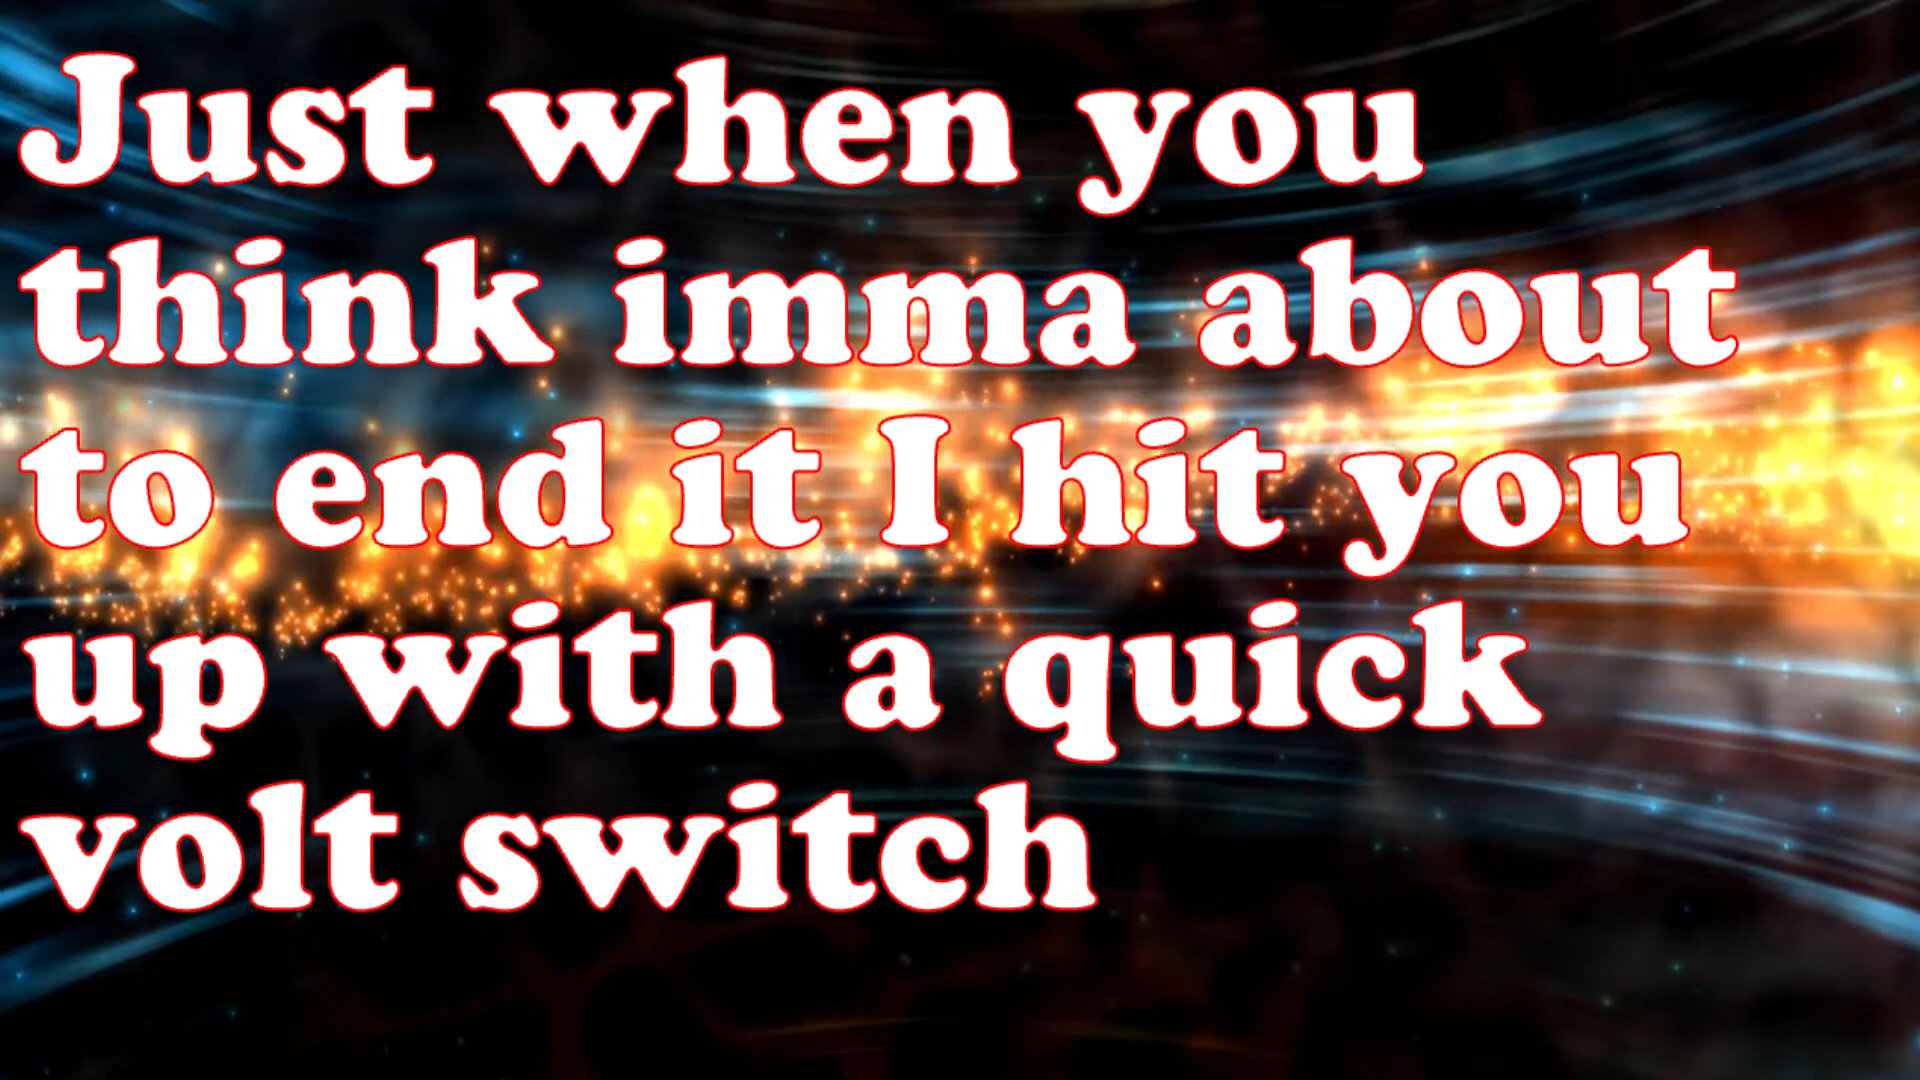 Just when you
think imma about
to end it I hit you
up with a quick
volt switch